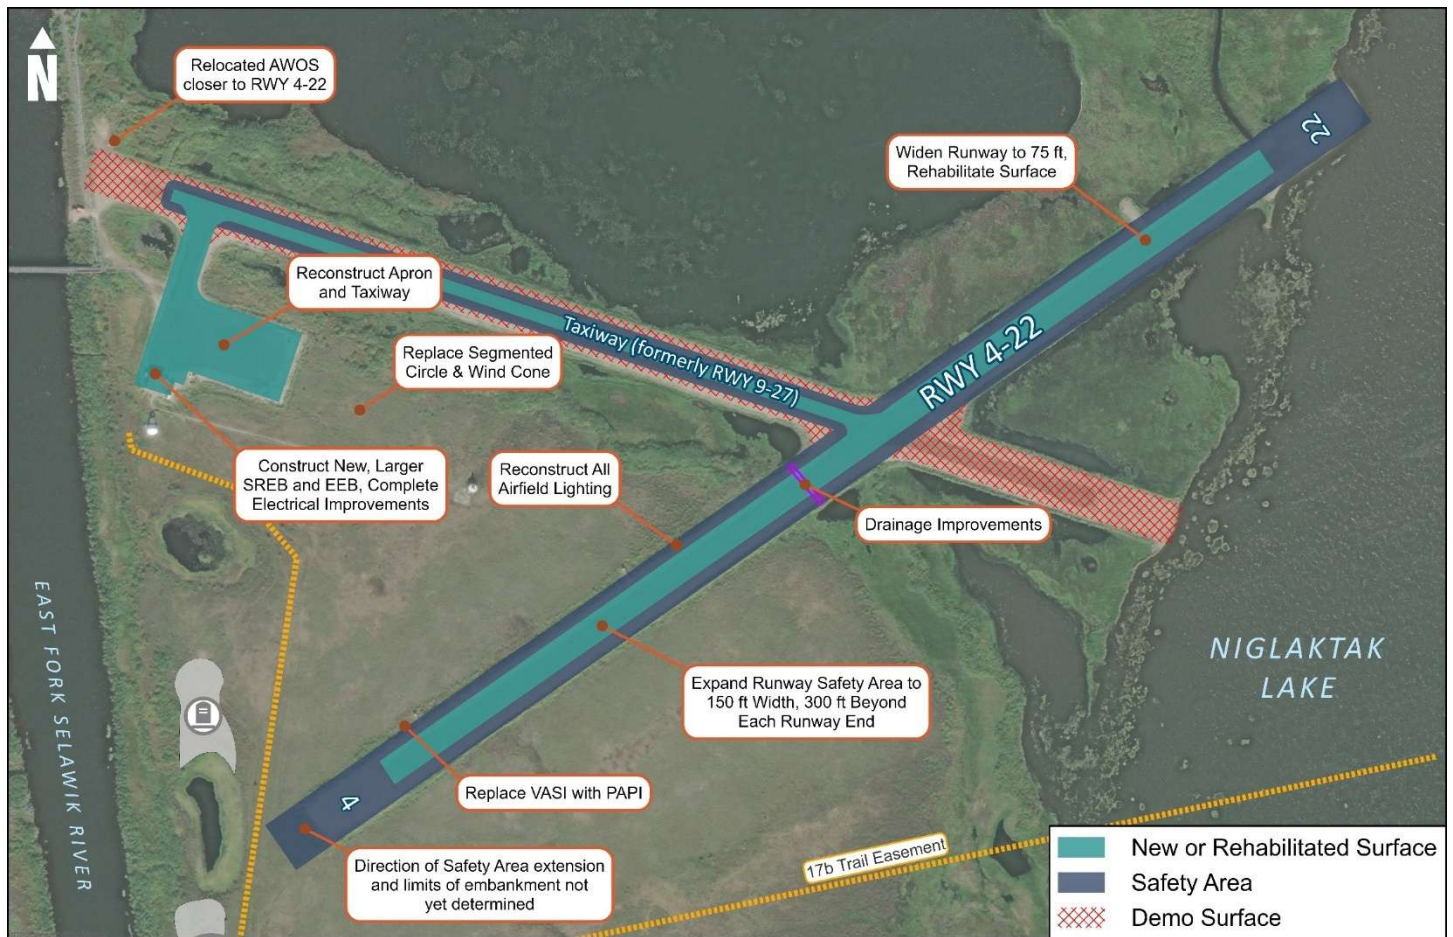 N
Relocated AWOS
closer to RWY 4-22
22
Widen Runway to 75 ft,
Rehabilitate Surface
Reconstruct Apron
and Taxiway
Taxiway (formerly RWY 9-27)
RWY 4-22
Replace Segmented
Circle & Wind Cone
Construct New, Larger
SREB and EEB, Complete
Electrical Improvements
Reconstruct All
Airfield Lighting
Drainage Improvements
EAST FORK SELAWIK RIVER
NIGLAKTAK
LAKE
Expand Runway Safety Area to
150 ft Width, 300 ft Beyond
Each Runway End
Replace VASI with PAPI
4
Direction of Safety Area extension
and limits of embankment not
yet determined
17b Trail Easement
New or Rehabilitated Surface
Safety Area
Demo Surface